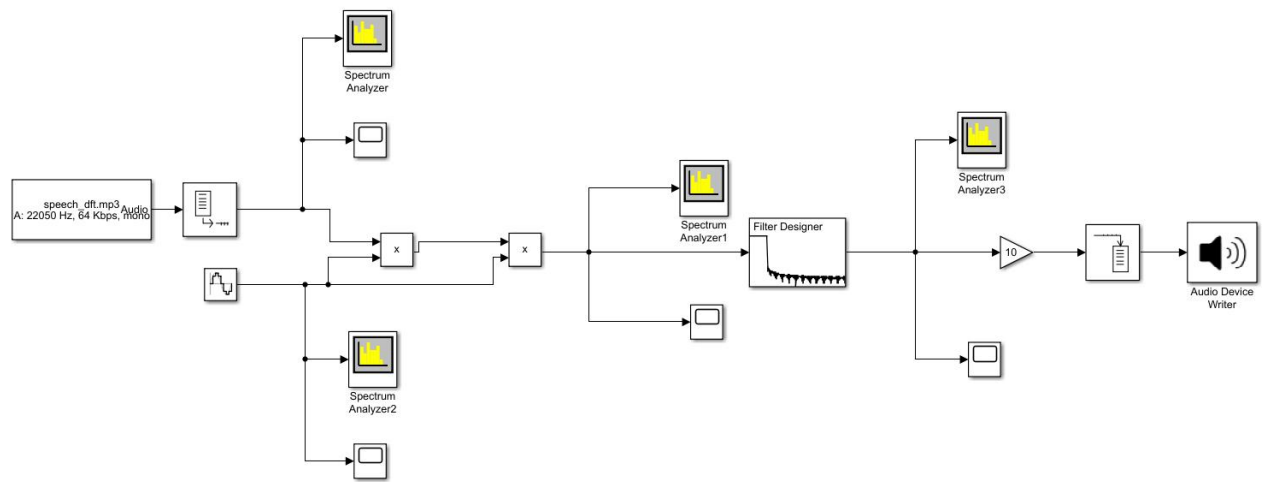 Spectrum
Analyzer
speech_dft.mp3
Audio
A: 22050 Hz, 64 Kbps, mono
x
x
Spectrum
Analyzer1
Filter Designer
Spectrum
Analyzer3
10
Audio Device
Writer
Spectrum
Analyzer2